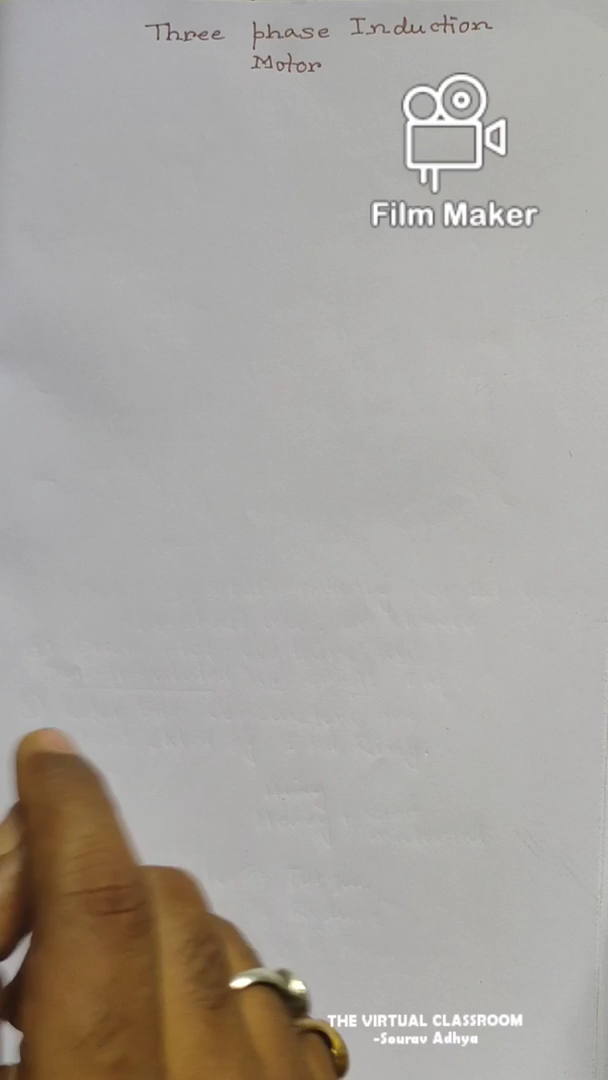 Three phase Induction
Motor
Film Maker
THE VIRTUAL CLASSROOM
-Sourav Adhya